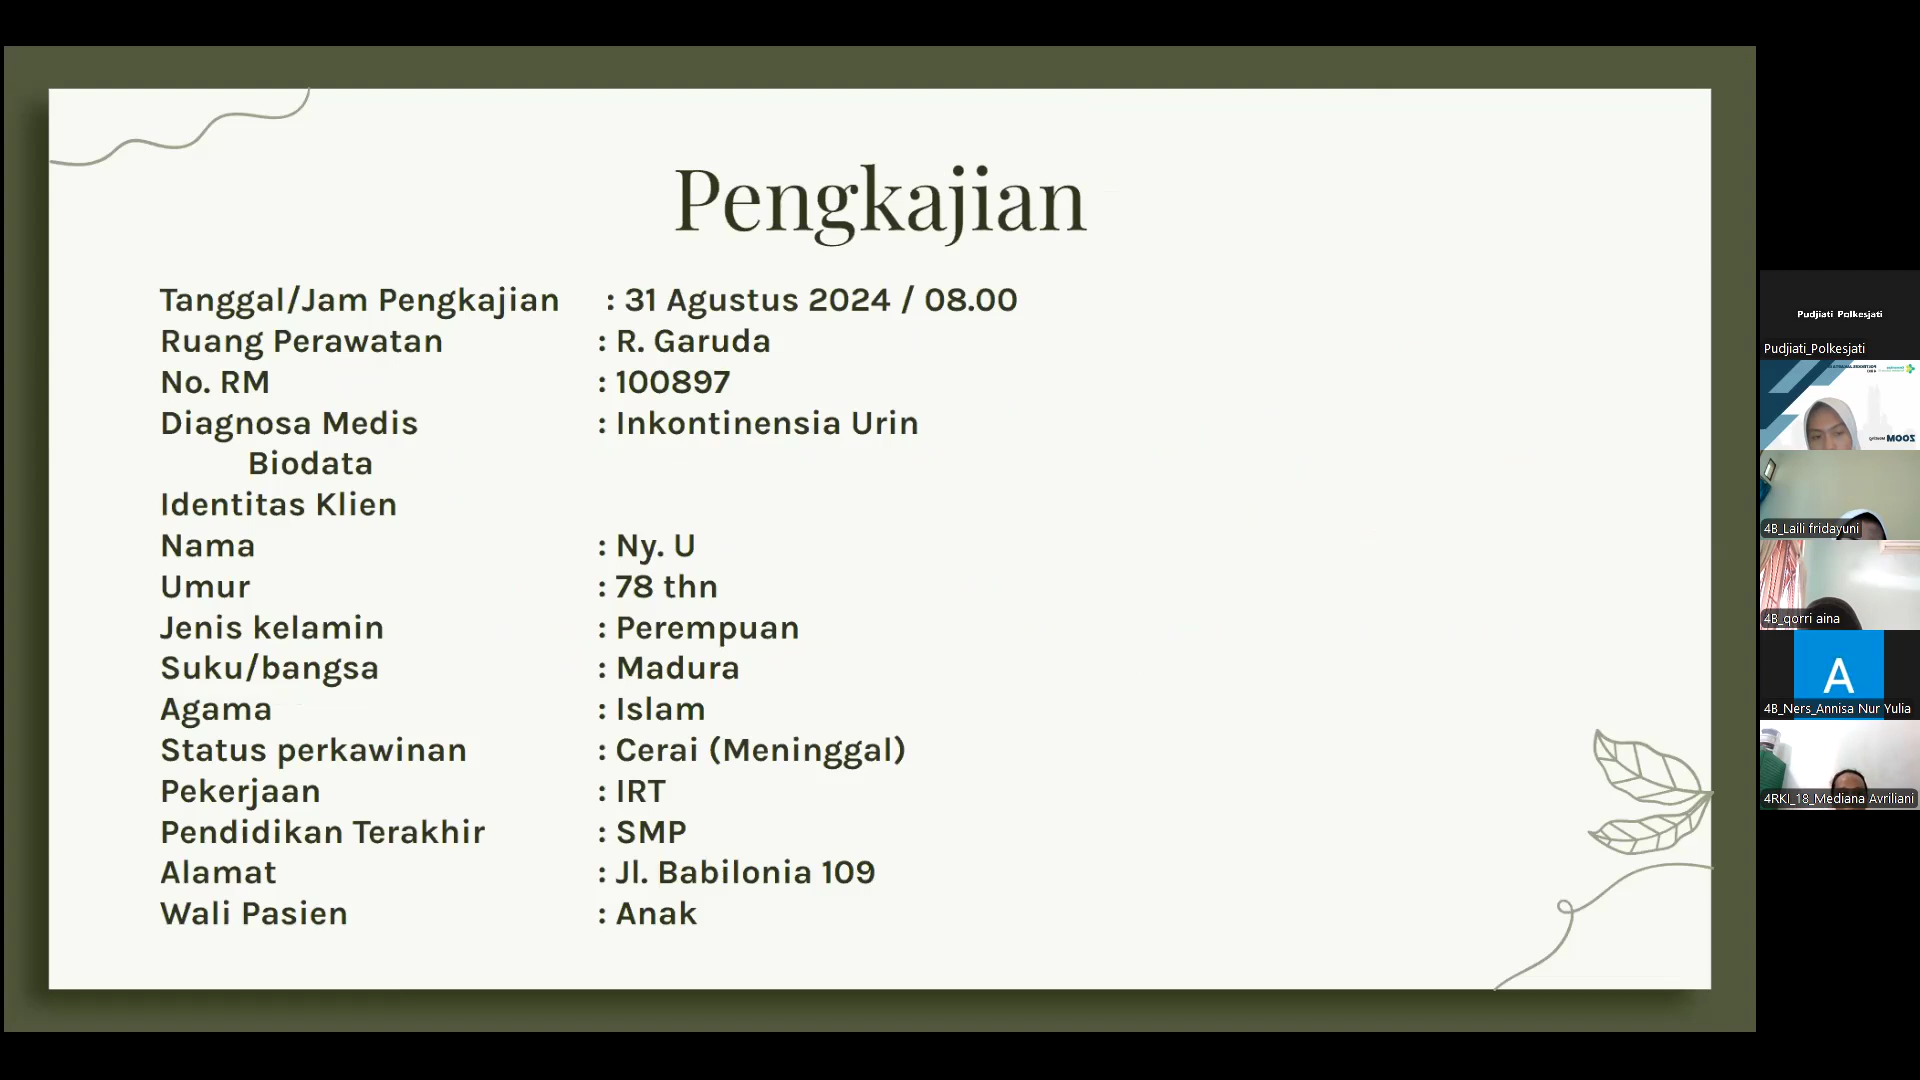 Pengkajian
Tanggal/Jam Pengkajian : 31 Agustus 2024 / 08.00
Ruang Perawatan : R. Garuda
No. RM : 100897
Diagnosa Medis : Inkontinensia Urin
Biodata
Identitas Klien
Nama : Ny. U
Umur : 78 thn
Jenis kelamin : Perempuan
Suku/bangsa : Madura
Agama : Islam
Status perkawinan : Cerai (Meninggal)
Pekerjaan : IRT
Pendidikan Terakhir : SMP
Alamat : Jl. Babilonia 109
Wali Pasien : Anak
Pudjiati Polkesjati
Pudjiati_Polkesjati
ZOOM
4B_Laili fridayuni
4B_qorri aina
A
4B_Ners_Annisa Nur Yulia
4RKI_18_Mediana Avriliani